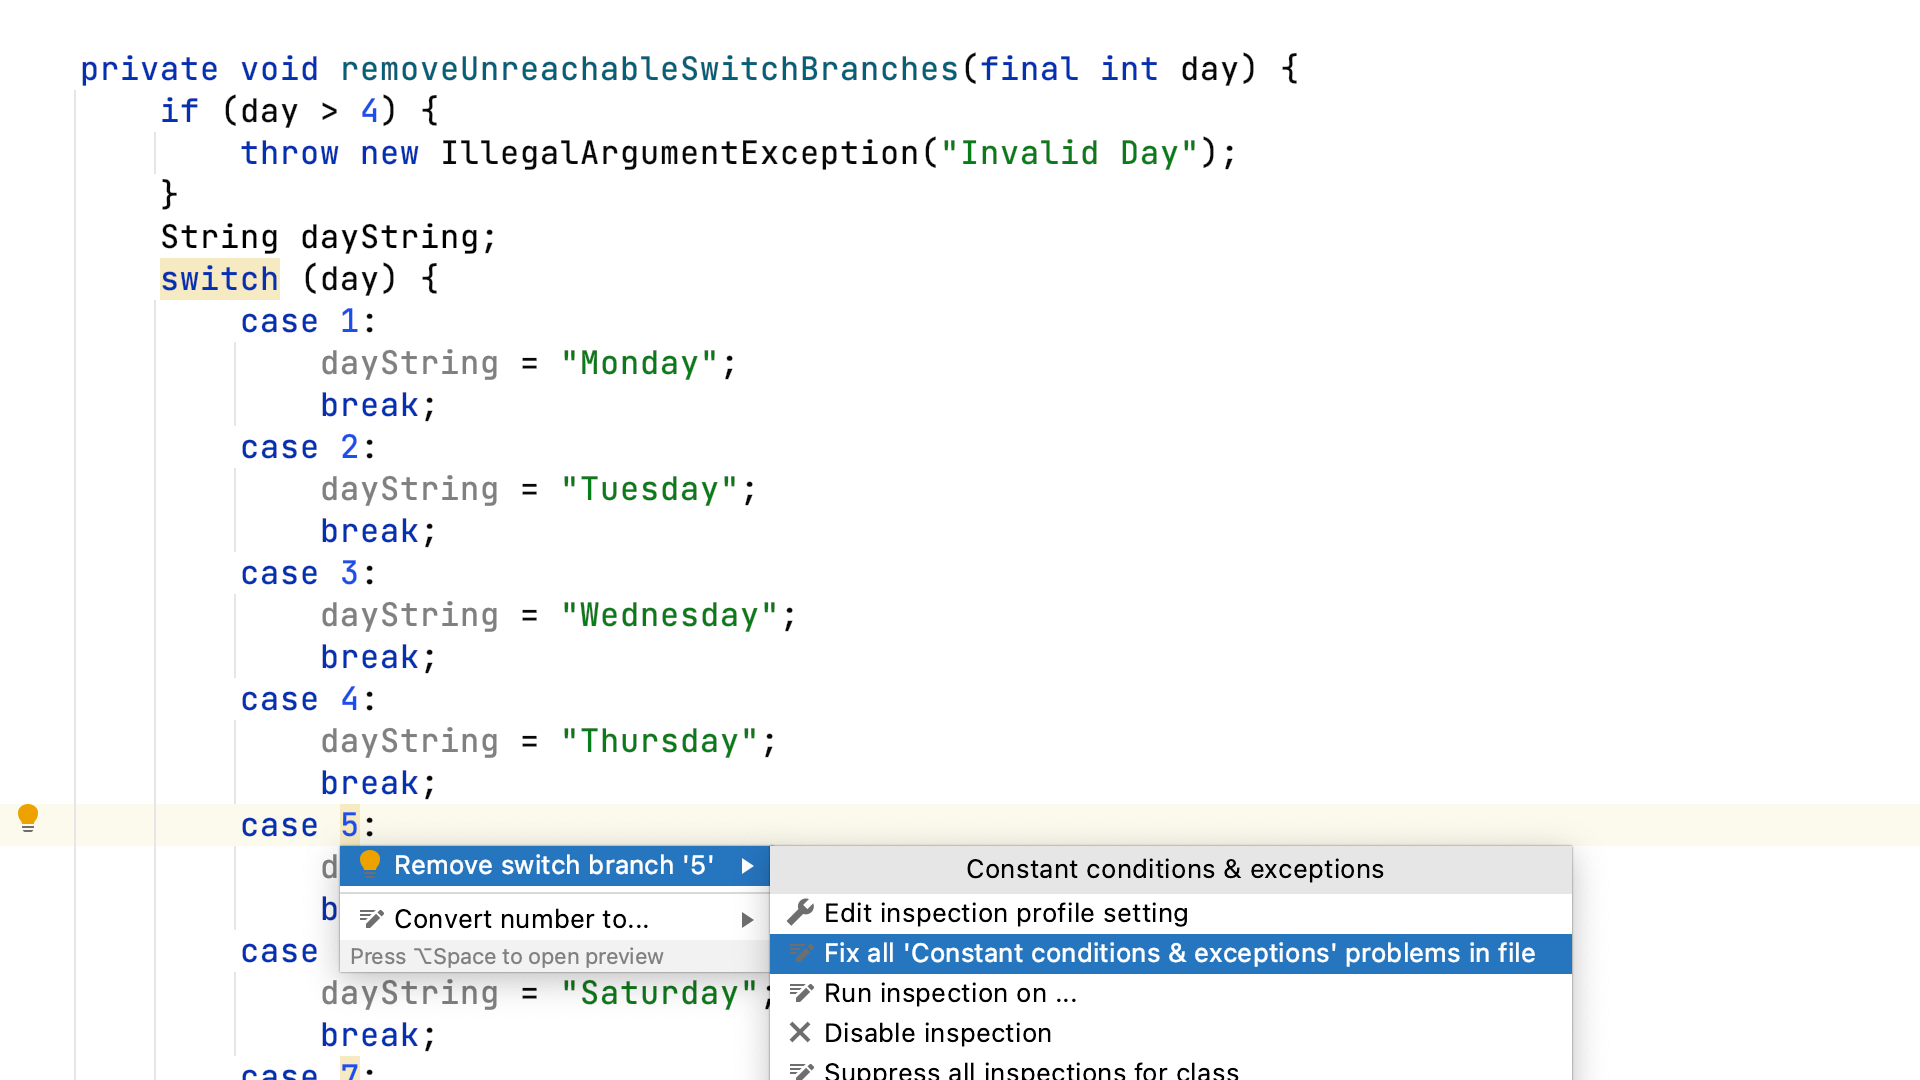 private void removeUnreachableSwitchBranches(final int day) {
if (day > 4) {
throw new IllegalArgumentException("Invalid Day");
}
String dayString;
switch (day) {
case 1:
dayString = "Monday";
break;
case 2:
dayString = "Tuesday";
break;
case 3:
dayString = "Wednesday";
break;
case 4:
dayString = "Thursday";
break;
case 5:
d
b
case
dayString = "Saturday";
break;
case 7:
Remove switch branch '5'
Convert number to...
Press ⌥Space to open preview
Constant conditions & exceptions
Edit inspection profile setting
Fix all 'Constant conditions & exceptions' problems in file
Run inspection on ...
Disable inspection
Suppress all inspections for class